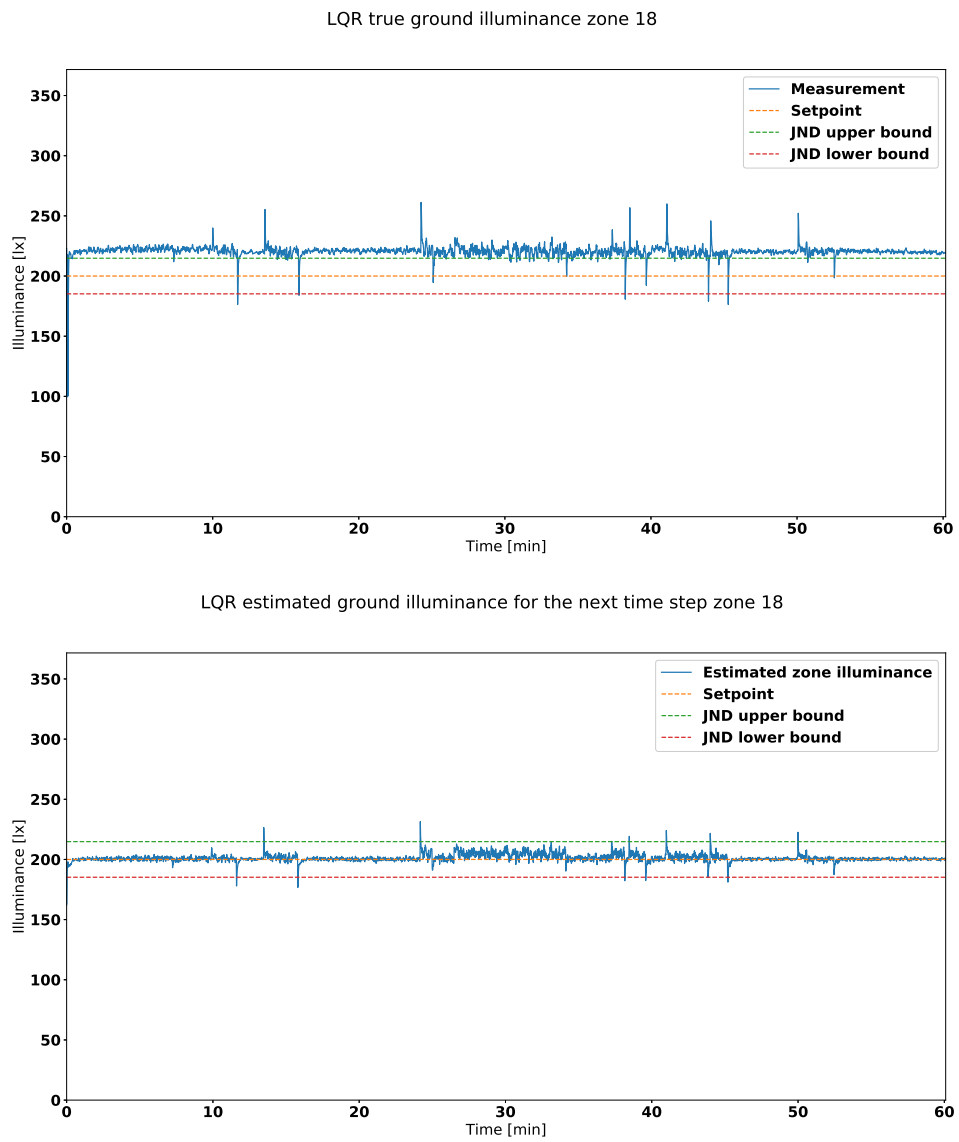 LQR true ground illuminance zone 18
350
300
250
200
150
100
50
0
Illuminance [lx]
Measurement
Setpoint
JND upper bound
JND lower bound
0 10 20 30 40 50 60
Time [min]
LQR estimated ground illuminance for the next time step zone 18
350
300
250
200
150
100
50
0
Illuminance [lx]
Estimated zone illuminance
Setpoint
JND upper bound
JND lower bound
0 10 20 30 40 50 60
Time [min]